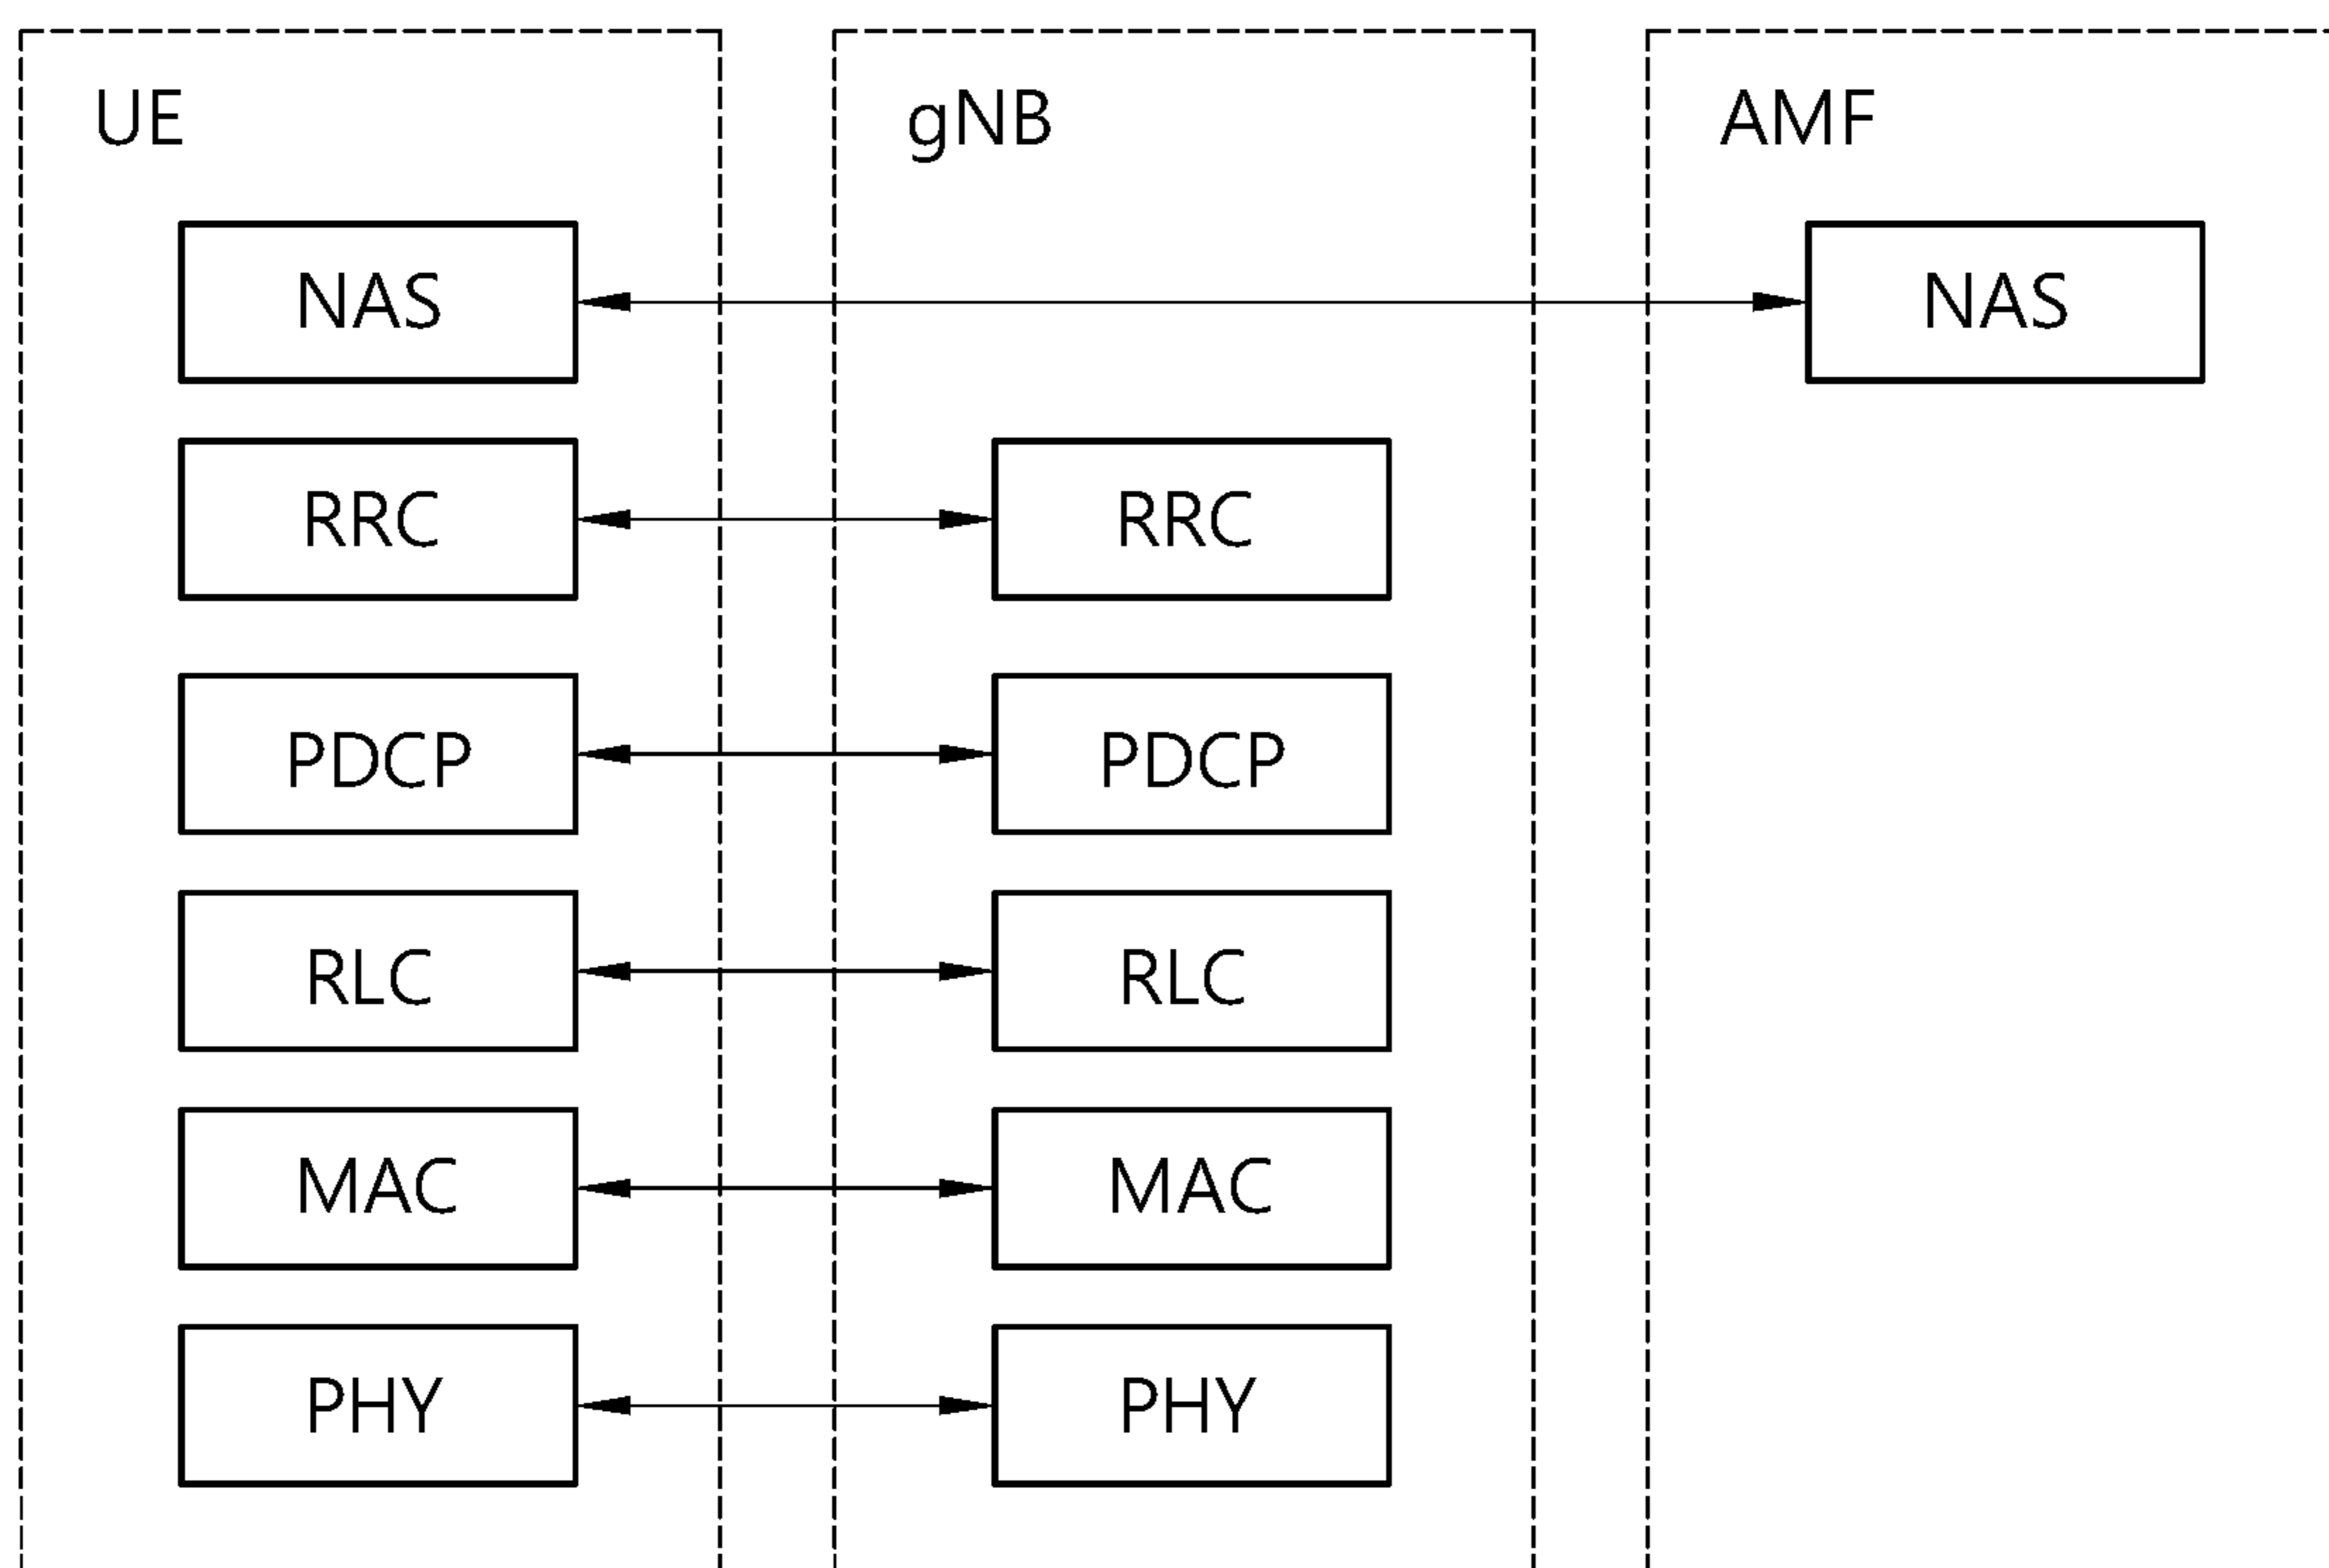 UE gNB AMF
NAS NAS
RRC RRC
PDCP PDCP
RLC RLC
MAC MAC
PHY PHY